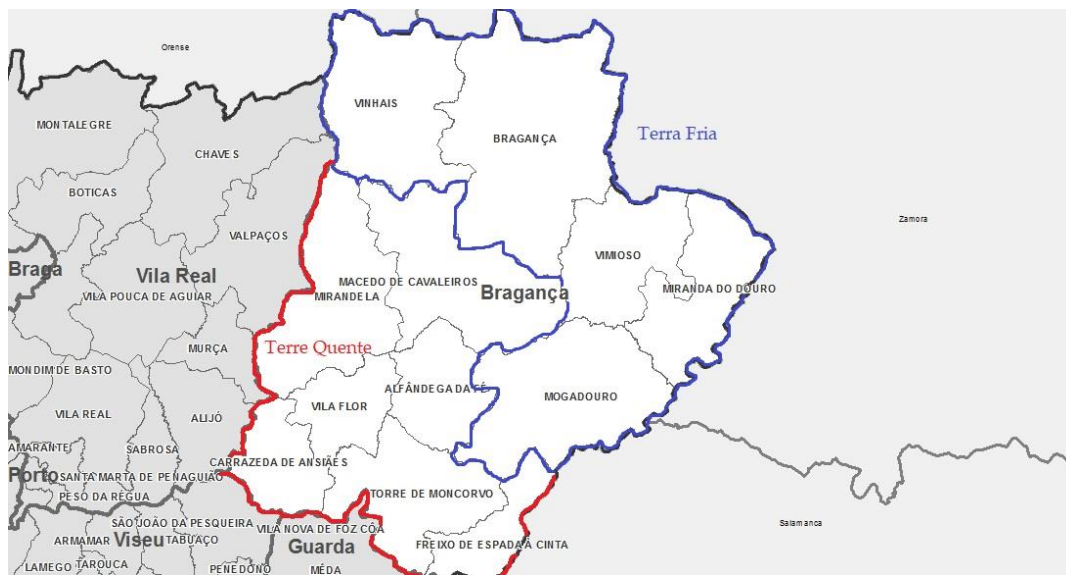 Orense
VINHAIS
MONTALEGRE
BRAGANÇA
Terra Fria
CHAVES
BOTICAS
Zamora
VALPAÇOS
VIMIOSO
Braga
Vila Real
MACEDO DE CAVALEIROS
MIRANDA DO DOURO
VILA POUCA DE AGUIAR
MIRANDELA
Bragança
MURÇA
Terre Quente
MONDIM DE BASTO
ALFÂNDEGA DA FÉ
MOGADOURO
VILA FLOR
VILA REAL
ALIJÓ
AMARANTE
SABROSA
CARRAZEDA DE ANSIÃES
Porto
SANTA MARTA DE PENAGUIÃO
PESO DA RÉGUA
TORRE DE MONCORVO
SÃO JOÃO DA PESQUEIRA
VILA NOVA DE FOZ CÔA
Salamanca
ARMAMAR
Viseu
TABUAÇO
Guarda
FREIXO DE ESPADA À CINTA
LAMEGO
TAROUCA
PENEDONO
MÊDA